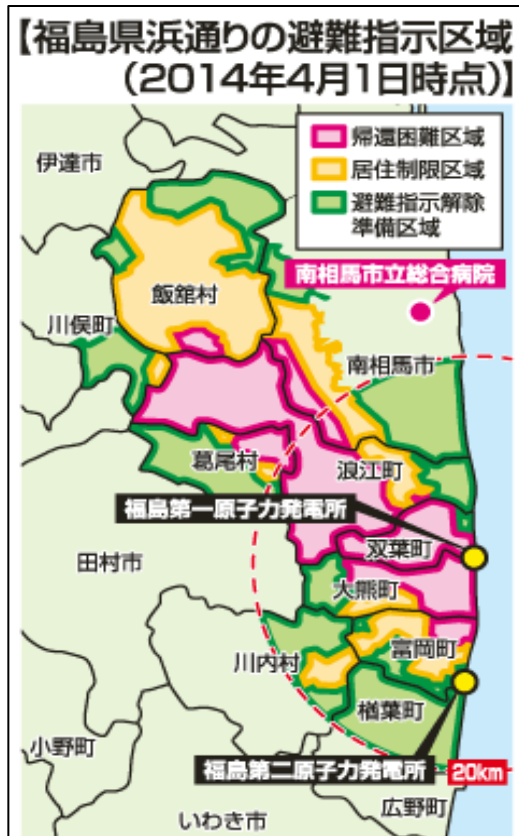 【福島県浜通りの避難指示区域
（2014年4月1日時点）】
帰還困難区域
居住制限区域
避難指示解除
準備区域
伊達市
南相馬市立総合病院
飯舘村
川俣町
南相馬市
葛尾村
浪江町
福島第一原子力発電所
双葉町
田村市
大熊町
富岡町
川内村
楢葉町
小野町
福島第二原子力発電所
20km
広野町
いわき市